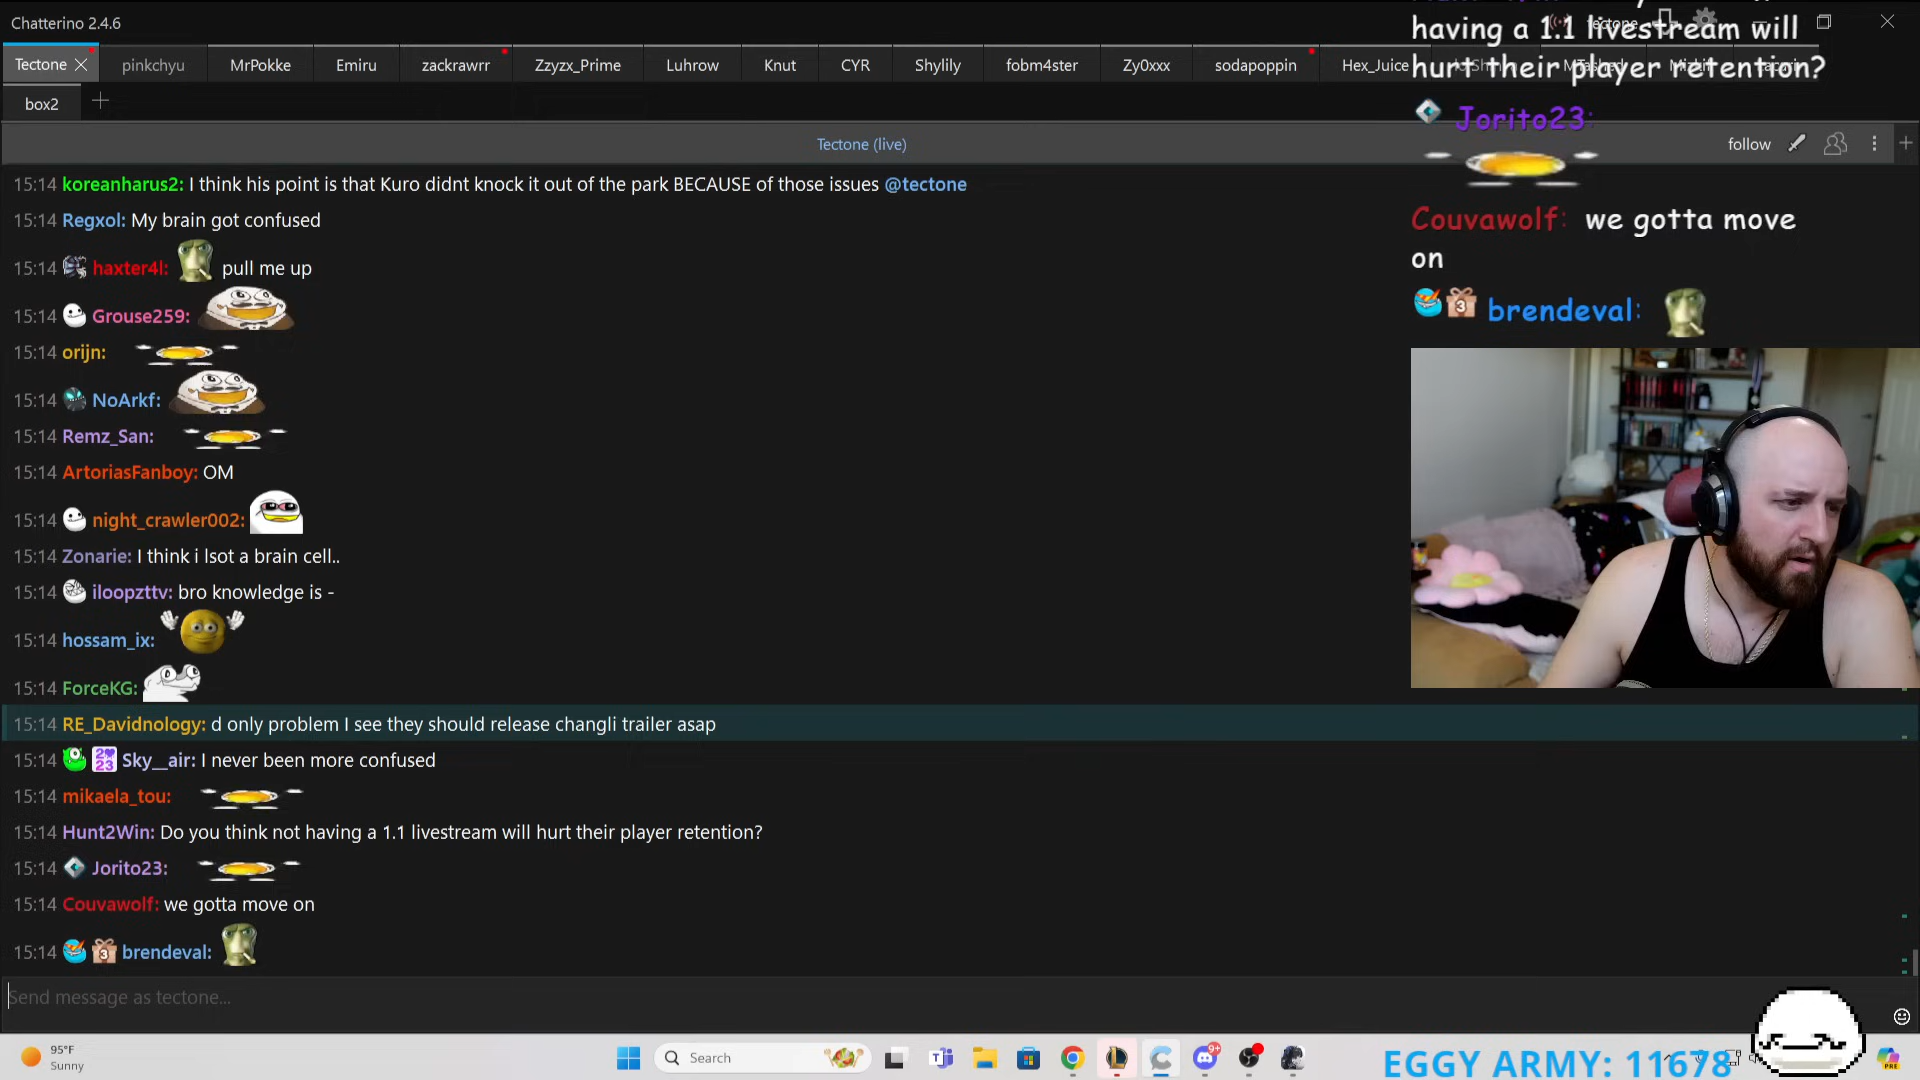 Chatterino 2.4.6
tectone
having a 1.1 livestream will
hurt their player retention?
Tectone
pinkchyu
MrPokke
Emiru
zackrawrr
Zzyzx_Prime
Luhrow
Knut
CYR
Shylily
fobm4ster
Zy0xxx
sodapoppin
Hex_Juice
box2
Jorito23:
Tectone (live)
follow
15:14 koreanharus2: I think his point is that Kuro didnt knock it out of the park BECAUSE of those issues @tectone
15:14 Regxol: My brain got confused
15:14 haxter4l: pull me up
15:14 Grouse259:
15:14 orijn:
15:14 NoArkf:
15:14 Remz_San:
15:14 ArtoriasFanboy: OM
15:14 night_crawler002:
15:14 Zonarie: I think i lsot a brain cell..
15:14 iloopzttv: bro knowledge is -
15:14 hossam_ix:
15:14 ForceKG:
15:14 RE_Davidnology: d only problem I see they should release changli trailer asap
15:14 Sky__air: I never been more confused
15:14 mikaela_tou:
15:14 Hunt2Win: Do you think not having a 1.1 livestream will hurt their player retention?
15:14 Jorito23:
15:14 Couvawolf: we gotta move on
15:14 brendeval:
Couvawolf: we gotta move
on
brendeval:
Send message as tectone...
95°F
Sunny
Search
EGGY ARMY: 11678